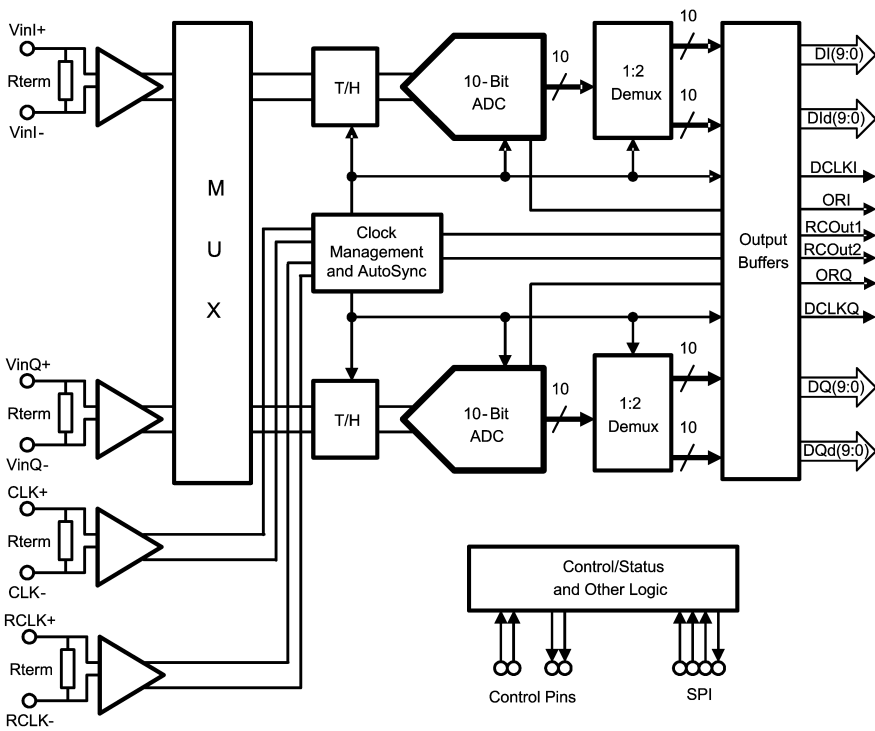 VinI+
Rterm
VinI-
M
U
X
T/H
10-Bit
ADC
10
1:2
Demux
10
10
Output
Buffers
DI(9:0)
DId(9:0)
DCLKI
ORI
RCOut1
RCOut2
ORQ
DCLKQ
DQ(9:0)
DQd(9:0)
Clock
Management
and AutoSync
VinQ+
Rterm
VinQ-
T/H
10-Bit
ADC
10
1:2
Demux
10
10
CLK+
Rterm
CLK-
RCLK+
Rterm
RCLK-
Control/Status
and Other Logic
Control Pins
SPI